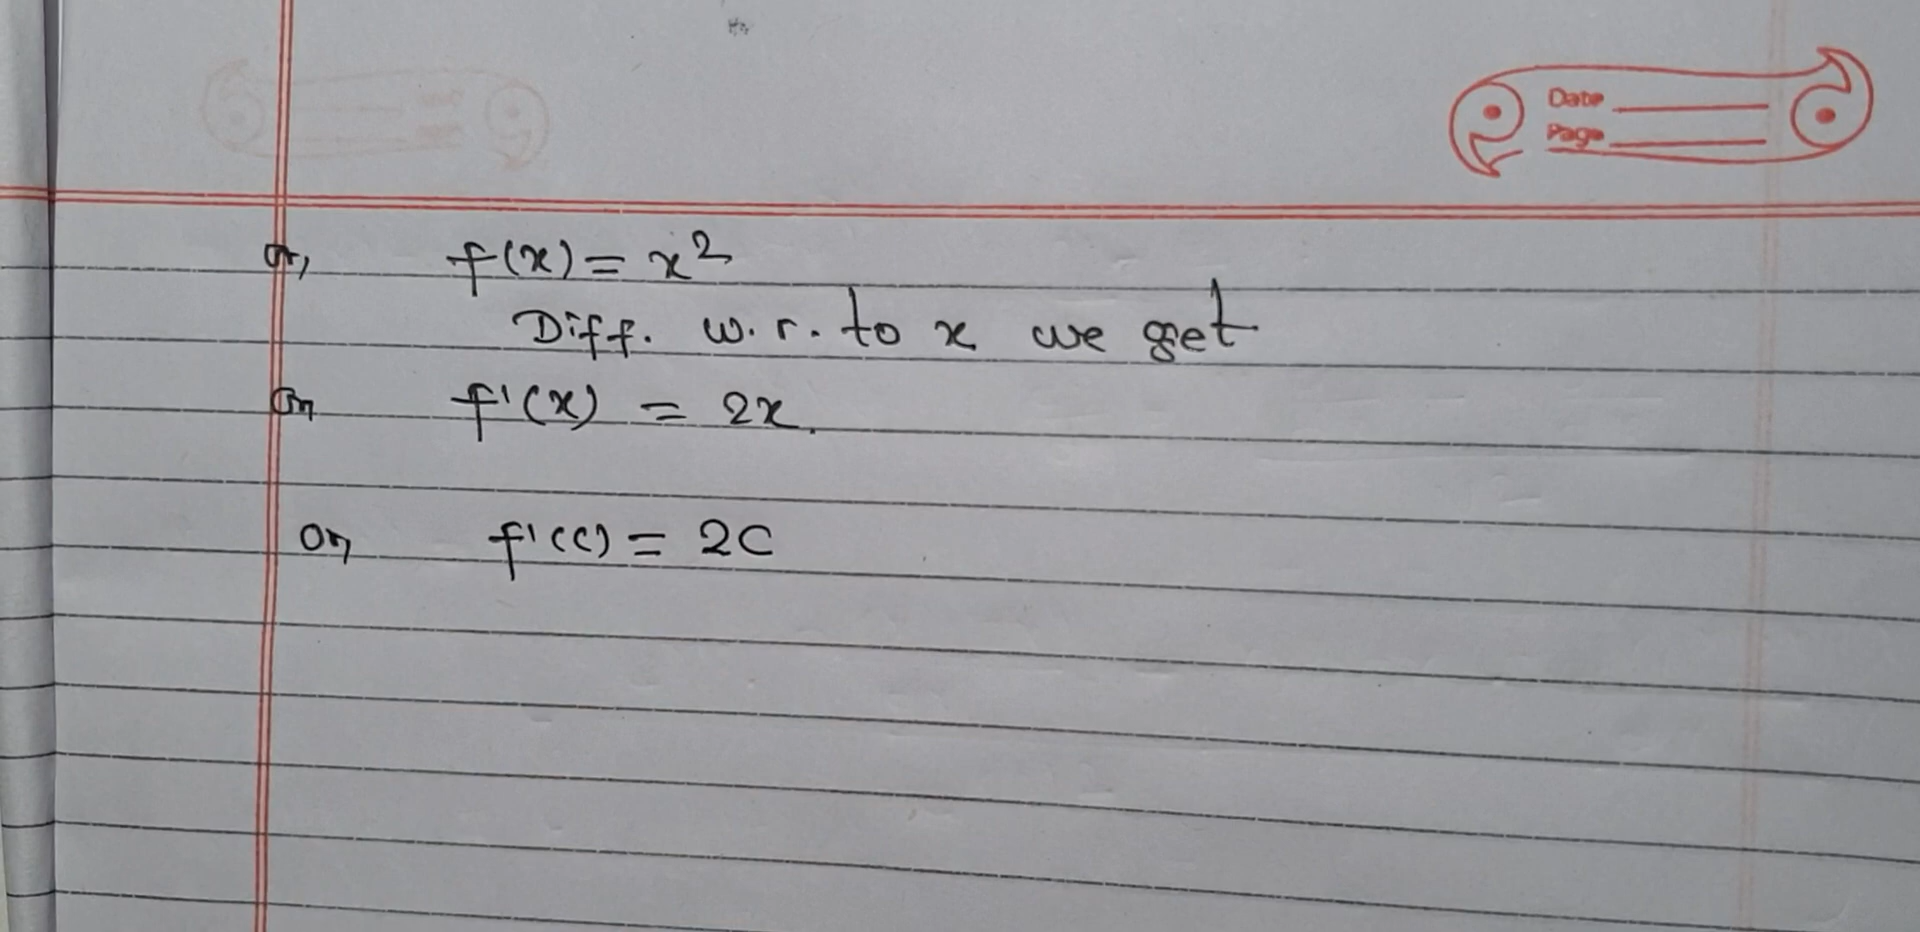 Date
Page
or, f(x) = x²
Diff. w.r. to x we get
or f'(x) = 2x.
or f'(c) = 2c